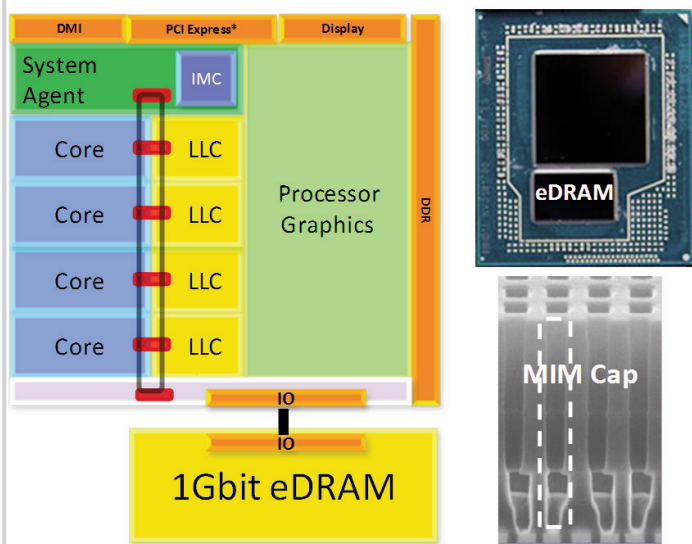 DMI
PCI Express*
Display
System
Agent
IMC
Core
LLC
Core
LLC
Core
LLC
Core
LLC
Processor
Graphics
DDR
IO
IO
1Gbit eDRAM
eDRAM
MIM Cap